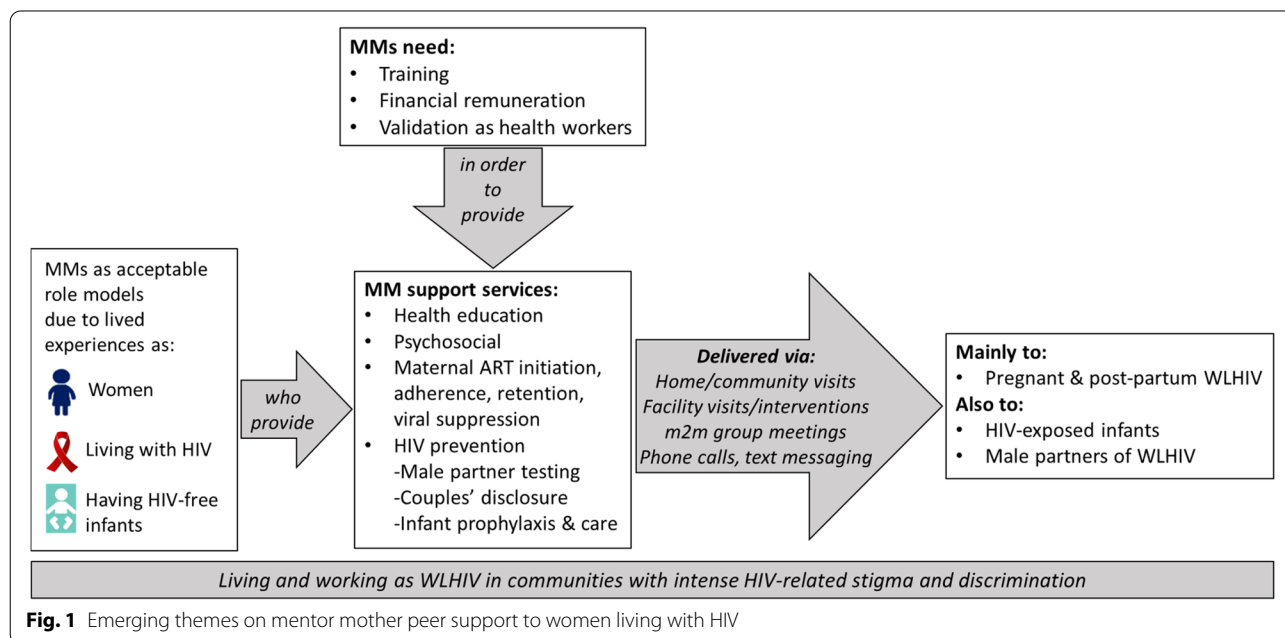 MMs need:
• Training
• Financial remuneration
• Validation as health workers
in order
to
provide
MMs as acceptable
role models
due to lived
experiences as:
Women
Living with HIV
Having HIV-free
infants
who
provide
MM support services:
• Health education
• Psychosocial
• Maternal ART initiation,
adherence, retention,
viral suppression
• HIV prevention
-Male partner testing
-Couples’ disclosure
-Infant prophylaxis & care
Delivered via:
Home/community visits
Facility visits/interventions
m2m group meetings
Phone calls, text messaging
Mainly to:
• Pregnant & post-partum WLHIV
Also to:
• HIV-exposed infants
• Male partners of WLHIV
Living and working as WLHIV in communities with intense HIV-related stigma and discrimination
Fig. 1 Emerging themes on mentor mother peer support to women living with HIV